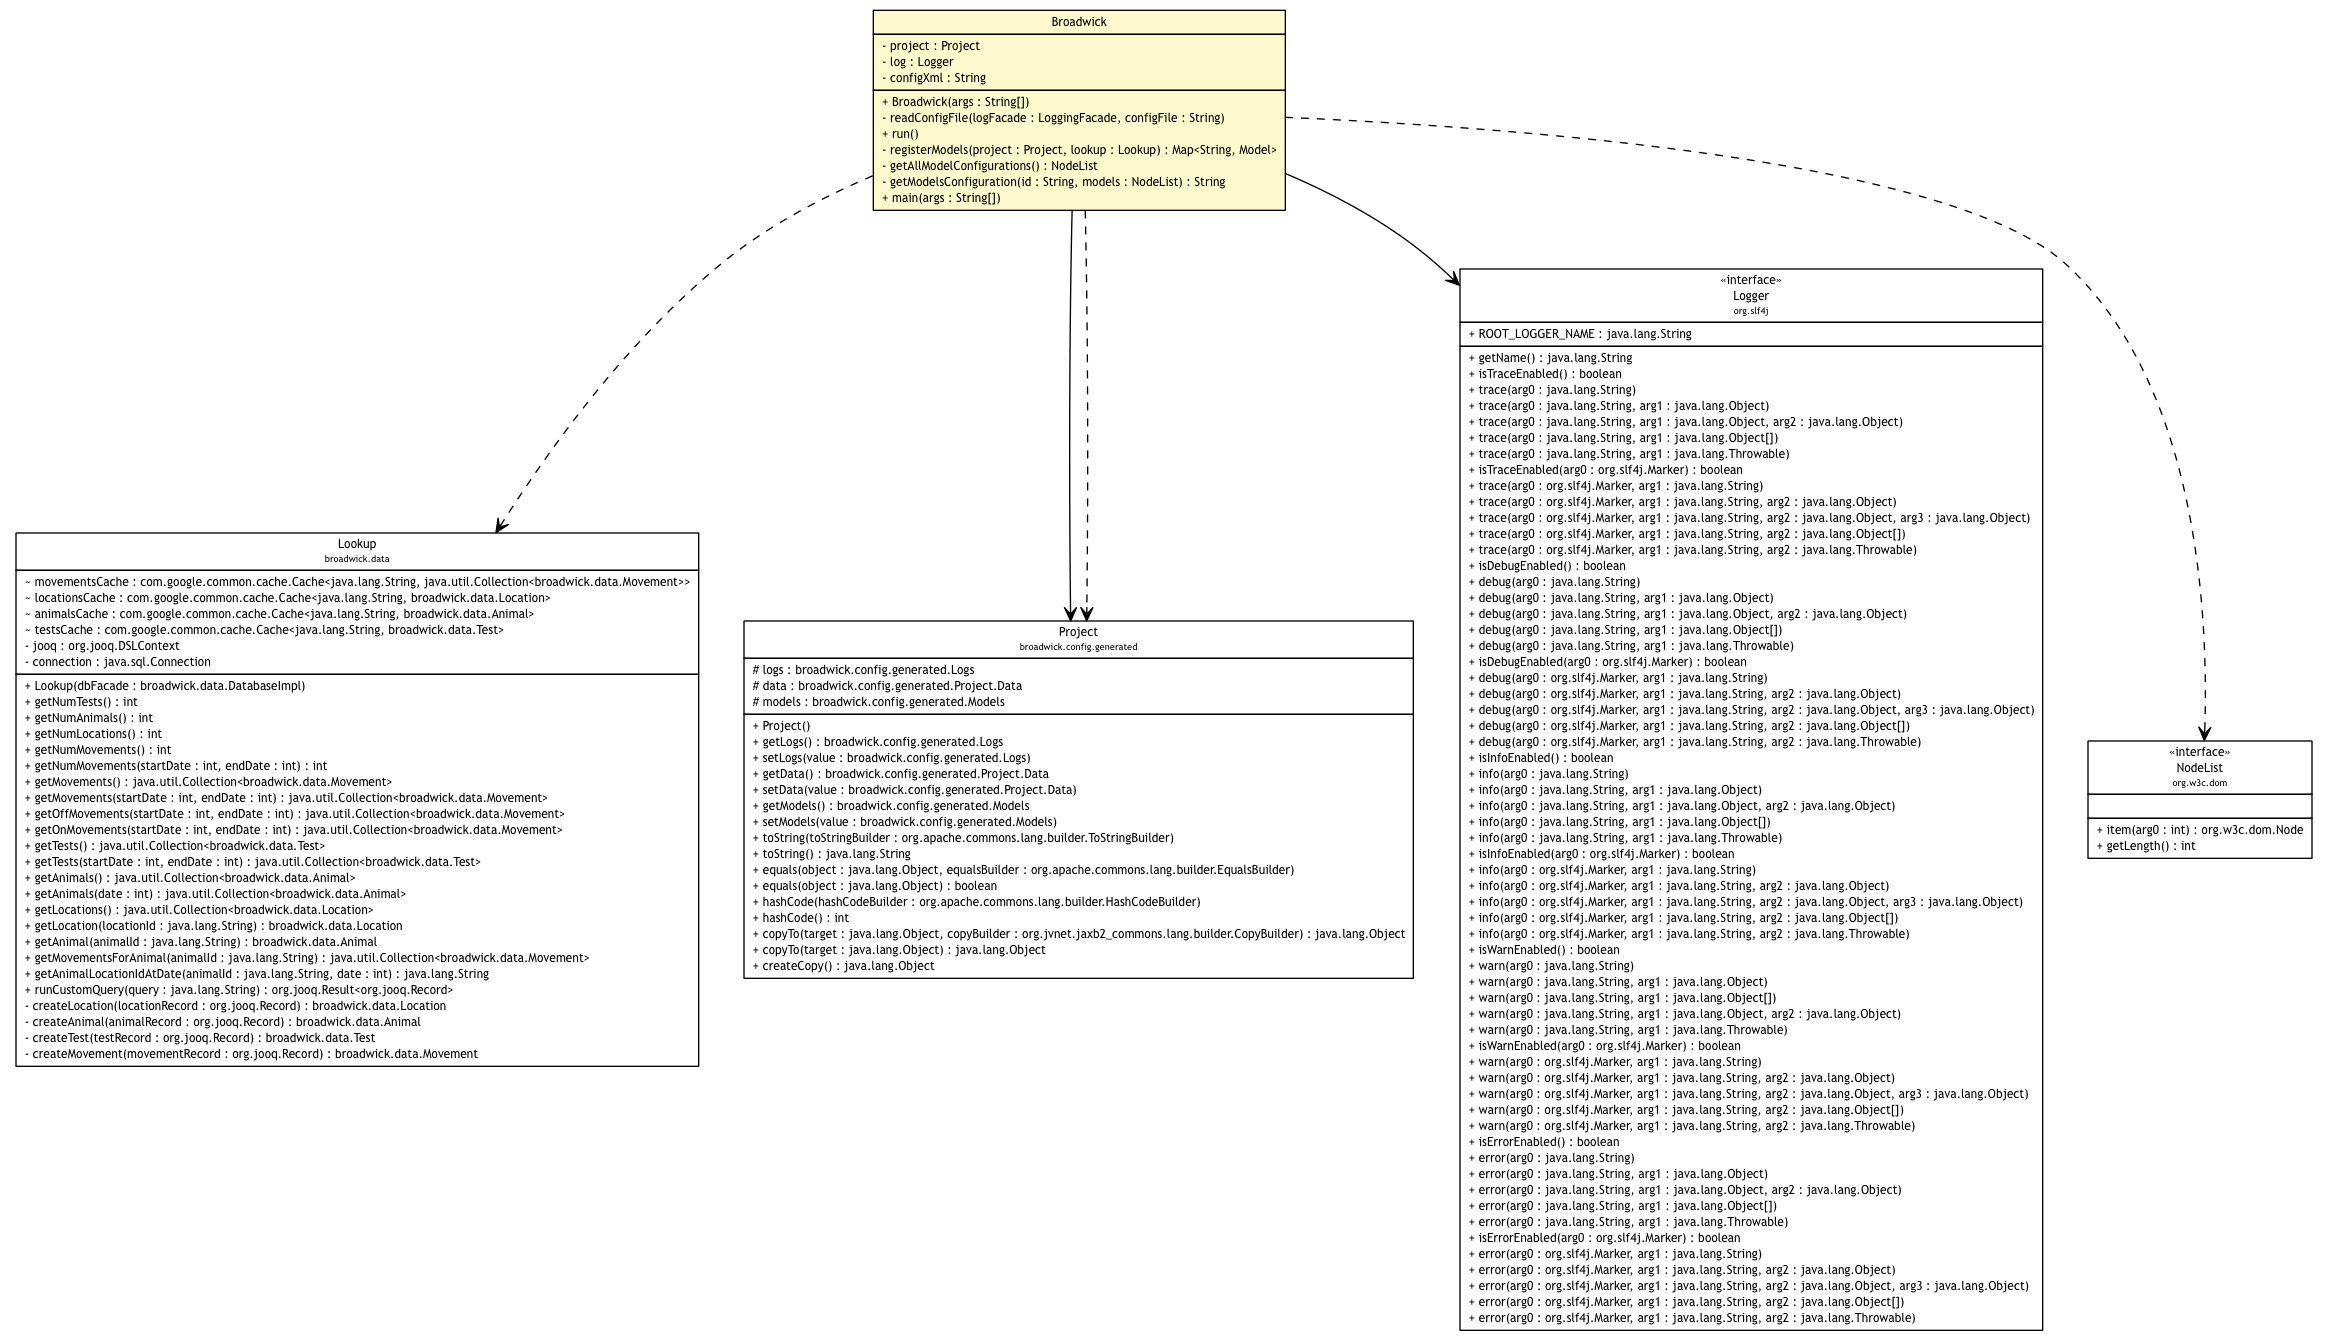 Broadwick
- project : Project
- log : Logger
- configXml : String
+ Broadwick(args : String[])
- readConfigFile(logFacade : LoggingFacade, configFile : String)
+ run()
- registerModels(project : Project, lookup : Lookup) : Map<String, Model>
- getAllModelConfigurations() : NodeList
- getModelsConfiguration(id : String, models : NodeList) : String
+ main(args : String[])
Lookup
broadwick.data
~ movementsCache : com.google.common.cache.Cache<java.lang.String, java.util.Collection<broadwick.data.Movement>>
~ locationsCache : com.google.common.cache.Cache<java.lang.String, broadwick.data.Location>
~ animalsCache : com.google.common.cache.Cache<java.lang.String, broadwick.data.Animal>
~ testsCache : com.google.common.cache.Cache<java.lang.String, broadwick.data.Test>
- jooq : org.jooq.DSLContext
- connection : java.sql.Connection
+ Lookup(dbFacade : broadwick.data.DatabaseImpl)
+ getNumTests() : int
+ getNumAnimals() : int
+ getNumLocations() : int
+ getNumMovements() : int
+ getNumMovements(startDate : int, endDate : int) : int
+ getMovements() : java.util.Collection<broadwick.data.Movement>
+ getMovements(startDate : int, endDate : int) : java.util.Collection<broadwick.data.Movement>
+ getOffMovements(startDate : int, endDate : int) : java.util.Collection<broadwick.data.Movement>
+ getOnMovements(startDate : int, endDate : int) : java.util.Collection<broadwick.data.Movement>
+ getTests() : java.util.Collection<broadwick.data.Test>
+ getTests(startDate : int, endDate : int) : java.util.Collection<broadwick.data.Test>
+ getAnimals() : java.util.Collection<broadwick.data.Animal>
+ getAnimals(date : int) : java.util.Collection<broadwick.data.Animal>
+ getLocations() : java.util.Collection<broadwick.data.Location>
+ getLocation(locationId : java.lang.String) : broadwick.data.Location
+ getAnimal(animalId : java.lang.String) : broadwick.data.Animal
+ getMovementsForAnimal(animalId : java.lang.String) : java.util.Collection<broadwick.data.Movement>
+ getAnimalLocationIdAtDate(animalId : java.lang.String, date : int) : java.lang.String
+ runCustomQuery(query : java.lang.String) : org.jooq.Result<org.jooq.Record>
- createLocation(locationRecord : org.jooq.Record) : broadwick.data.Location
- createAnimal(animalRecord : org.jooq.Record) : broadwick.data.Animal
- createTest(testRecord : org.jooq.Record) : broadwick.data.Test
- createMovement(movementRecord : org.jooq.Record) : broadwick.data.Movement
Project
broadwick.config.generated
# logs : broadwick.config.generated.Logs
# data : broadwick.config.generated.Project.Data
# models : broadwick.config.generated.Models
+ Project()
+ getLogs() : broadwick.config.generated.Logs
+ setLogs(value : broadwick.config.generated.Logs)
+ getData() : broadwick.config.generated.Project.Data
+ setData(value : broadwick.config.generated.Project.Data)
+ getModels() : broadwick.config.generated.Models
+ setModels(value : broadwick.config.generated.Models)
+ toString(toStringBuilder : org.apache.commons.lang.builder.ToStringBuilder)
+ toString() : java.lang.String
+ equals(object : java.lang.Object, equalsBuilder : org.apache.commons.lang.builder.EqualsBuilder)
+ equals(object : java.lang.Object) : boolean
+ hashCode(hashCodeBuilder : org.apache.commons.lang.builder.HashCodeBuilder)
+ hashCode() : int
+ copyTo(target : java.lang.Object, copyBuilder : org.jvnet.jaxb2_commons.lang.builder.CopyBuilder) : java.lang.Object
+ copyTo(target : java.lang.Object) : java.lang.Object
+ createCopy() : java.lang.Object
«interface»
Logger
org.slf4j
+ ROOT_LOGGER_NAME : java.lang.String
+ getName() : java.lang.String
+ isTraceEnabled() : boolean
+ trace(arg0 : java.lang.String)
+ trace(arg0 : java.lang.String, arg1 : java.lang.Object)
+ trace(arg0 : java.lang.String, arg1 : java.lang.Object, arg2 : java.lang.Object)
+ trace(arg0 : java.lang.String, arg1 : java.lang.Object[])
+ trace(arg0 : java.lang.String, arg1 : java.lang.Throwable)
+ isTraceEnabled(arg0 : org.slf4j.Marker) : boolean
+ trace(arg0 : org.slf4j.Marker, arg1 : java.lang.String)
+ trace(arg0 : org.slf4j.Marker, arg1 : java.lang.String, arg2 : java.lang.Object)
+ trace(arg0 : org.slf4j.Marker, arg1 : java.lang.String, arg2 : java.lang.Object, arg3 : java.lang.Object)
+ trace(arg0 : org.slf4j.Marker, arg1 : java.lang.String, arg2 : java.lang.Object[])
+ trace(arg0 : org.slf4j.Marker, arg1 : java.lang.String, arg2 : java.lang.Throwable)
+ isDebugEnabled() : boolean
+ debug(arg0 : java.lang.String)
+ debug(arg0 : java.lang.String, arg1 : java.lang.Object)
+ debug(arg0 : java.lang.String, arg1 : java.lang.Object, arg2 : java.lang.Object)
+ debug(arg0 : java.lang.String, arg1 : java.lang.Object[])
+ debug(arg0 : java.lang.String, arg1 : java.lang.Throwable)
+ isDebugEnabled(arg0 : org.slf4j.Marker) : boolean
+ debug(arg0 : org.slf4j.Marker, arg1 : java.lang.String)
+ debug(arg0 : org.slf4j.Marker, arg1 : java.lang.String, arg2 : java.lang.Object)
+ debug(arg0 : org.slf4j.Marker, arg1 : java.lang.String, arg2 : java.lang.Object, arg3 : java.lang.Object)
+ debug(arg0 : org.slf4j.Marker, arg1 : java.lang.String, arg2 : java.lang.Object[])
+ debug(arg0 : org.slf4j.Marker, arg1 : java.lang.String, arg2 : java.lang.Throwable)
+ isInfoEnabled() : boolean
+ info(arg0 : java.lang.String)
+ info(arg0 : java.lang.String, arg1 : java.lang.Object)
+ info(arg0 : java.lang.String, arg1 : java.lang.Object, arg2 : java.lang.Object)
+ info(arg0 : java.lang.String, arg1 : java.lang.Object[])
+ info(arg0 : java.lang.String, arg1 : java.lang.Throwable)
+ isInfoEnabled(arg0 : org.slf4j.Marker) : boolean
+ info(arg0 : org.slf4j.Marker, arg1 : java.lang.String)
+ info(arg0 : org.slf4j.Marker, arg1 : java.lang.String, arg2 : java.lang.Object)
+ info(arg0 : org.slf4j.Marker, arg1 : java.lang.String, arg2 : java.lang.Object, arg3 : java.lang.Object)
+ info(arg0 : org.slf4j.Marker, arg1 : java.lang.String, arg2 : java.lang.Object[])
+ info(arg0 : org.slf4j.Marker, arg1 : java.lang.String, arg2 : java.lang.Throwable)
+ isWarnEnabled() : boolean
+ warn(arg0 : java.lang.String)
+ warn(arg0 : java.lang.String, arg1 : java.lang.Object)
+ warn(arg0 : java.lang.String, arg1 : java.lang.Object[])
+ warn(arg0 : java.lang.String, arg1 : java.lang.Object, arg2 : java.lang.Object)
+ warn(arg0 : java.lang.String, arg1 : java.lang.Throwable)
+ isWarnEnabled(arg0 : org.slf4j.Marker) : boolean
+ warn(arg0 : org.slf4j.Marker, arg1 : java.lang.String)
+ warn(arg0 : org.slf4j.Marker, arg1 : java.lang.String, arg2 : java.lang.Object)
+ warn(arg0 : org.slf4j.Marker, arg1 : java.lang.String, arg2 : java.lang.Object, arg3 : java.lang.Object)
+ warn(arg0 : org.slf4j.Marker, arg1 : java.lang.String, arg2 : java.lang.Object[])
+ warn(arg0 : org.slf4j.Marker, arg1 : java.lang.String, arg2 : java.lang.Throwable)
+ isErrorEnabled() : boolean
+ error(arg0 : java.lang.String)
+ error(arg0 : java.lang.String, arg1 : java.lang.Object)
+ error(arg0 : java.lang.String, arg1 : java.lang.Object, arg2 : java.lang.Object)
+ error(arg0 : java.lang.String, arg1 : java.lang.Object[])
+ error(arg0 : java.lang.String, arg1 : java.lang.Throwable)
+ isErrorEnabled(arg0 : org.slf4j.Marker) : boolean
+ error(arg0 : org.slf4j.Marker, arg1 : java.lang.String)
+ error(arg0 : org.slf4j.Marker, arg1 : java.lang.String, arg2 : java.lang.Object)
+ error(arg0 : org.slf4j.Marker, arg1 : java.lang.String, arg2 : java.lang.Object, arg3 : java.lang.Object)
+ error(arg0 : org.slf4j.Marker, arg1 : java.lang.String, arg2 : java.lang.Object[])
+ error(arg0 : org.slf4j.Marker, arg1 : java.lang.String, arg2 : java.lang.Throwable)
«interface»
NodeList
org.w3c.dom
+ item(arg0 : int) : org.w3c.dom.Node
+ getLength() : int